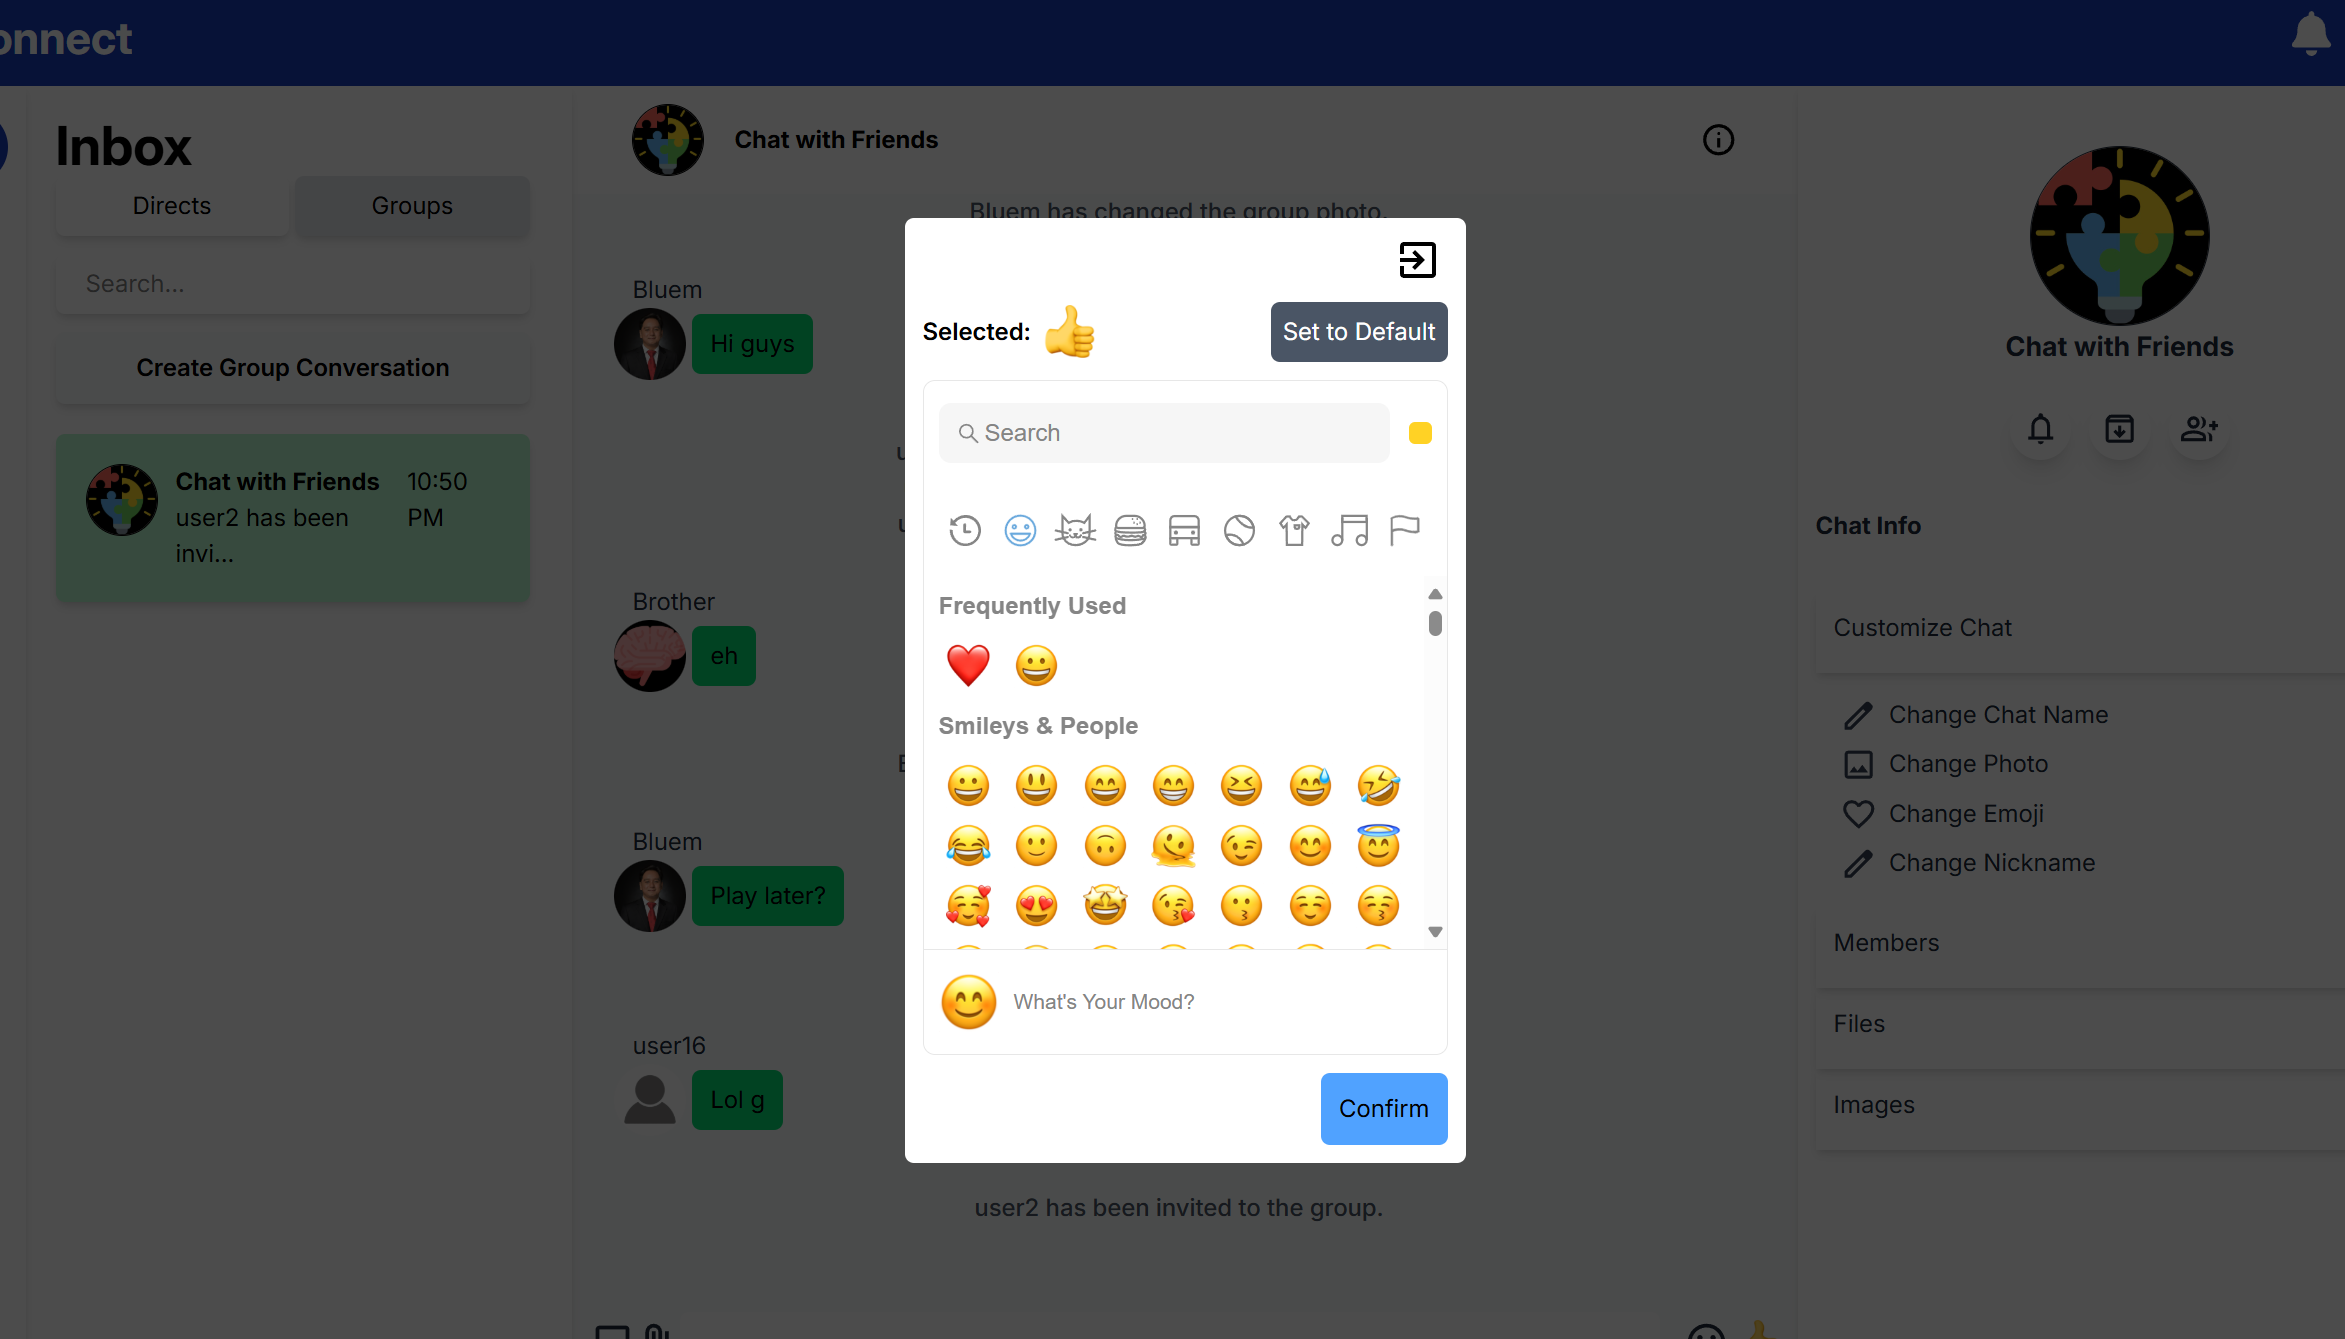 onnect
Inbox
Directs
Groups
Search...
Create Group Conversation
Chat with Friends
10:50
PM
user2 has been
invi...
Chat with Friends
Bluem has changed the group photo.
Bluem
Hi guys
Brother
eh
Bluem
Play later?
user16
Lol g
user2 has been invited to the group.
Selected:
Set to Default
Search
Frequently Used
Smileys & People
What's Your Mood?
Confirm
Chat with Friends
Chat Info
Customize Chat
Change Chat Name
Change Photo
Change Emoji
Change Nickname
Members
Files
Images